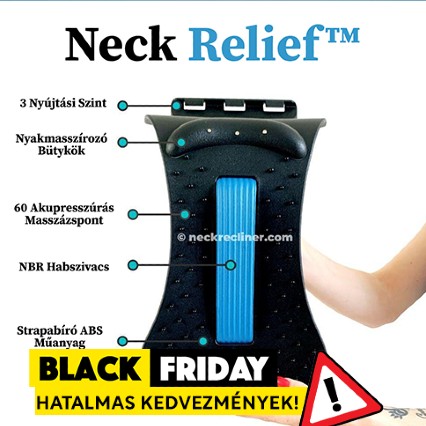 Neck Relief™
3 Nyújtási Szint
Nyakmasszírozó
Bütykök
60 Akupresszúrás
Masszázspont
© neckrecliner.com
NBR Habszivacs
Strapabíró ABS
Műanyag
BLACK FRIDAY
HATALMAS KEDVEZMÉNYEK!